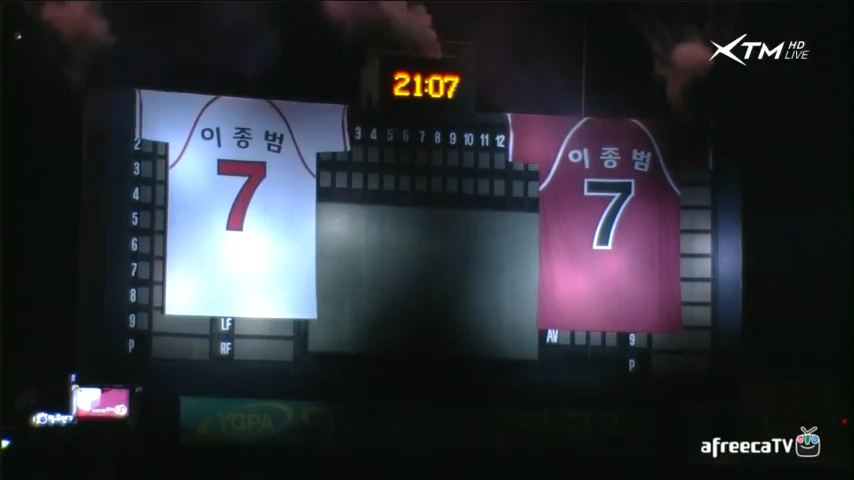 XTM HD LIVE
21:07
이종범
7
3 4 5 6 7 8 9 10 11 12
이종범
7
2
3
4
5
6
7
8
9
P
LF
RF
AV
9
P
YGPA
afreecaTV